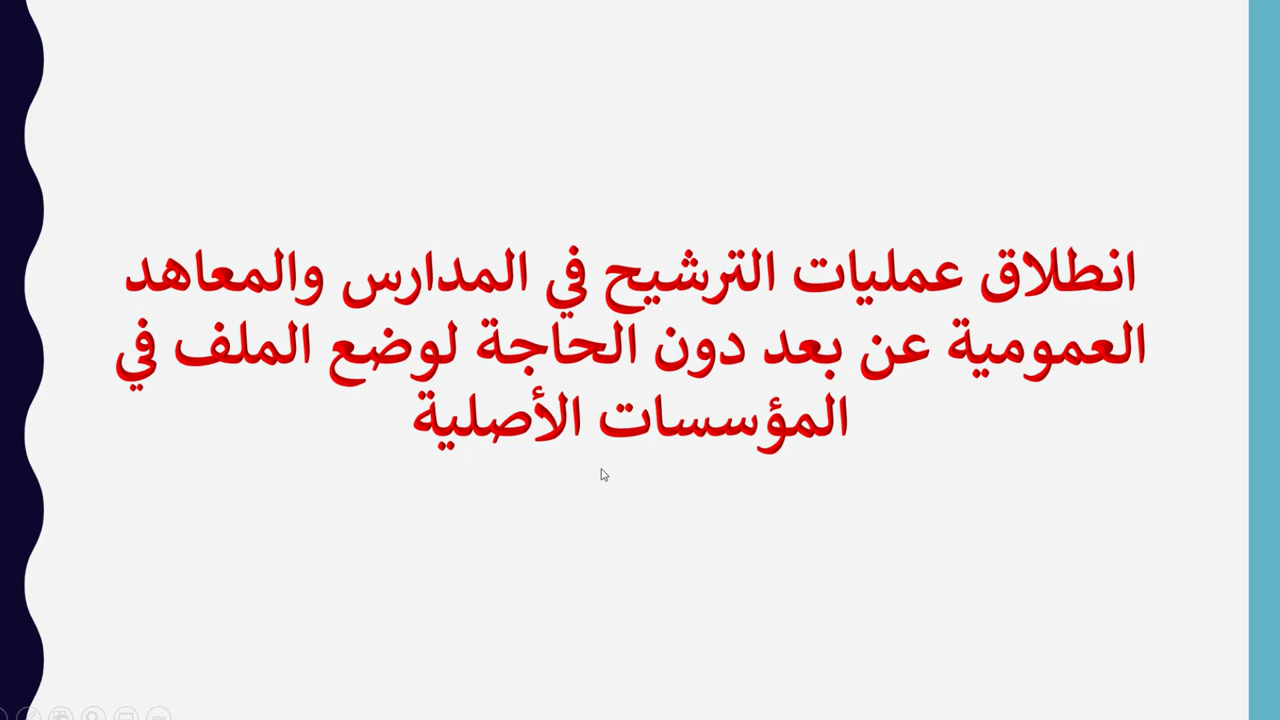 انطلاق عمليات الترشيح في المدارس والمعاهد
العمومية عن بعد دون الحاجة لوضع الملف في
المؤسسات الأصلية